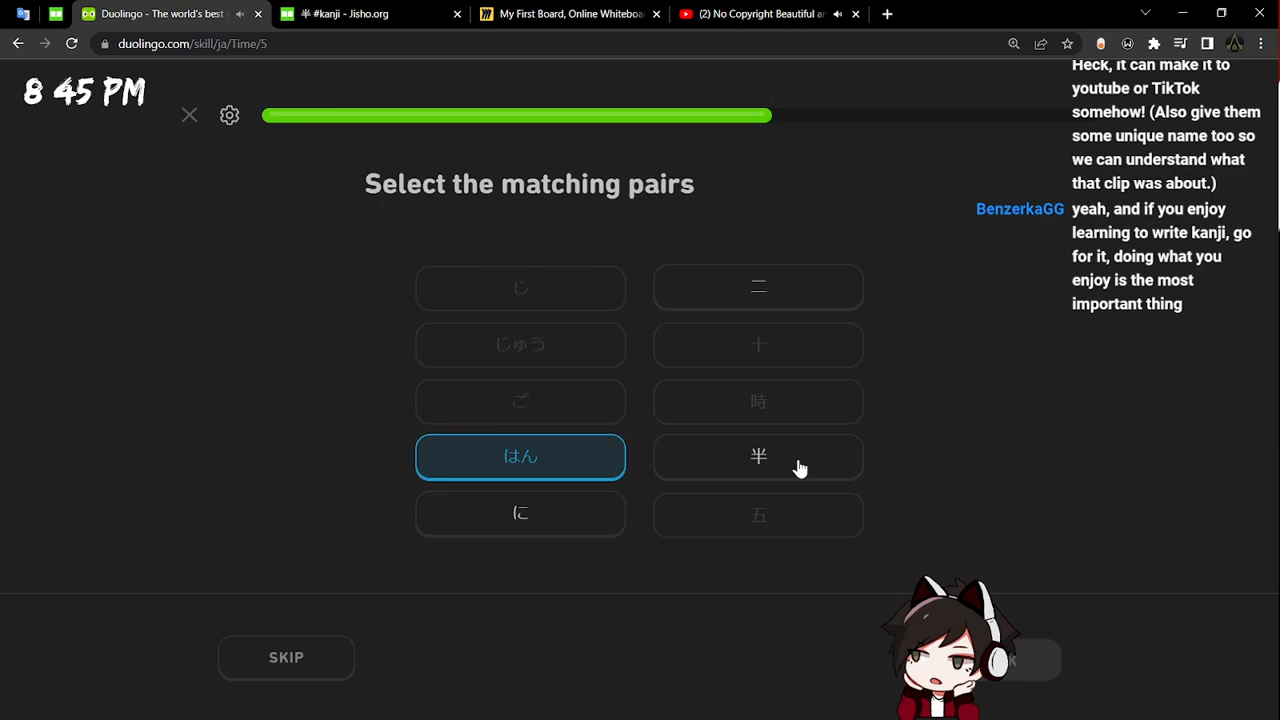 Duolingo - The world's best
半 #kanji - Jisho.org
My First Board, Online Whiteboa
(2) No Copyright Beautiful a
duolingo.com/skill/ja/Time/5
8 45 PM
Select the matching pairs
じ
二
じゅう
十
ご
時
はん
半
に
五
SKIP
K
Heck, it can make it to
youtube or TikTok
somehow! (Also give them
some unique name too so
we can understand what
that clip was about.)
BenzerkaGG yeah, and if you enjoy
learning to write kanji, go
for it, doing what you
enjoy is the most
important thing